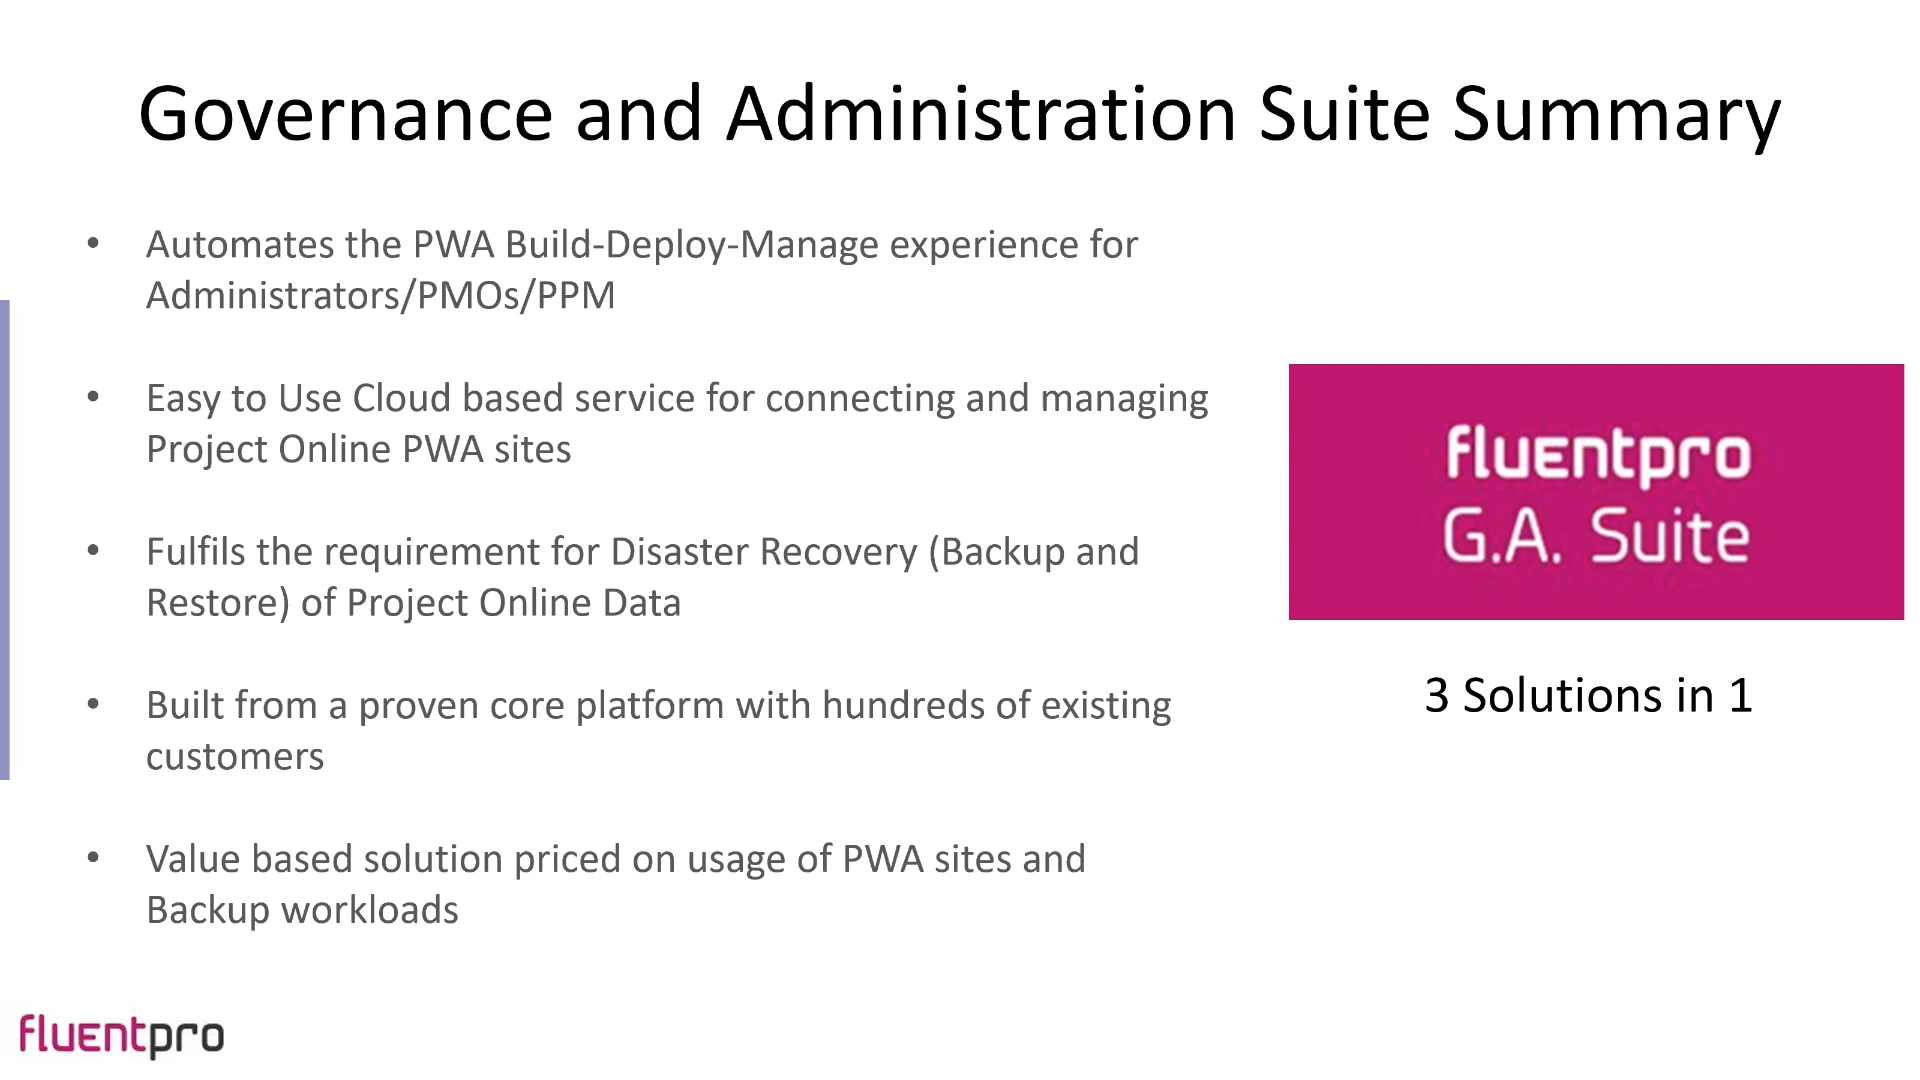 Governance and Administration Suite Summary
• Automates the PWA Build-Deploy-Manage experience for
Administrators/PMOs/PPM
• Easy to Use Cloud based service for connecting and managing
Project Online PWA sites
• Fulfils the requirement for Disaster Recovery (Backup and
Restore) of Project Online Data
• Built from a proven core platform with hundreds of existing
customers
• Value based solution priced on usage of PWA sites and
Backup workloads
fluentpro
G.A. Suite
3 Solutions in 1
fluentpro